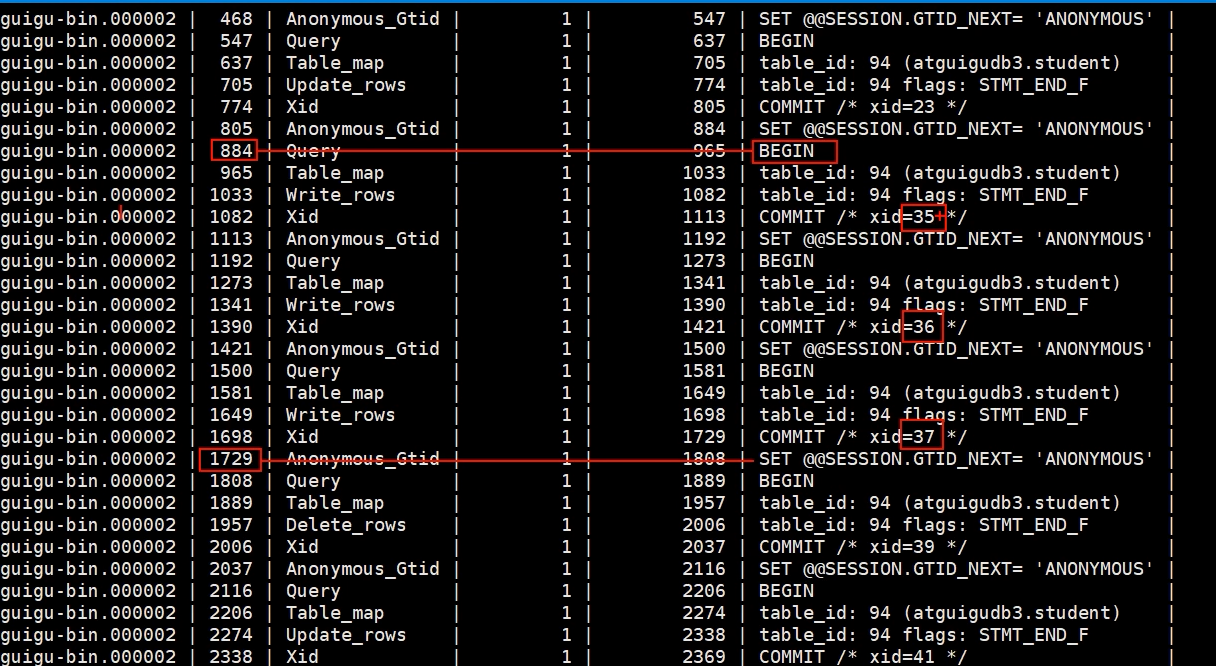 guigu-bin.000002 | 468 | Anonymous_Gtid | 1 | 547 | SET @@SESSION.GTID_NEXT= 'ANONYMOUS' |
guigu-bin.000002 | 547 | Query | 1 | 637 | BEGIN |
guigu-bin.000002 | 637 | Table_map | 1 | 705 | table_id: 94 (atguigudb3.student) |
guigu-bin.000002 | 705 | Update_rows | 1 | 774 | table_id: 94 flags: STMT_END_F |
guigu-bin.000002 | 774 | Xid | 1 | 805 | COMMIT /* xid=23 */ |
guigu-bin.000002 | 805 | Anonymous_Gtid | 1 | 884 | SET @@SESSION.GTID_NEXT= 'ANONYMOUS' |
guigu-bin.000002 | 884 | Query | 1 | 965 | BEGIN |
guigu-bin.000002 | 965 | Table_map | 1 | 1033 | table_id: 94 (atguigudb3.student) |
guigu-bin.000002 | 1033 | Write_rows | 1 | 1082 | table_id: 94 flags: STMT_END_F |
guigu-bin.000002 | 1082 | Xid | 1 | 1113 | COMMIT /* xid=35 */ |
guigu-bin.000002 | 1113 | Anonymous_Gtid | 1 | 1192 | SET @@SESSION.GTID_NEXT= 'ANONYMOUS' |
guigu-bin.000002 | 1192 | Query | 1 | 1273 | BEGIN |
guigu-bin.000002 | 1273 | Table_map | 1 | 1341 | table_id: 94 (atguigudb3.student) |
guigu-bin.000002 | 1341 | Write_rows | 1 | 1390 | table_id: 94 flags: STMT_END_F |
guigu-bin.000002 | 1390 | Xid | 1 | 1421 | COMMIT /* xid=36 */ |
guigu-bin.000002 | 1421 | Anonymous_Gtid | 1 | 1500 | SET @@SESSION.GTID_NEXT= 'ANONYMOUS' |
guigu-bin.000002 | 1500 | Query | 1 | 1581 | BEGIN |
guigu-bin.000002 | 1581 | Table_map | 1 | 1649 | table_id: 94 (atguigudb3.student) |
guigu-bin.000002 | 1649 | Write_rows | 1 | 1698 | table_id: 94 flags: STMT_END_F |
guigu-bin.000002 | 1698 | Xid | 1 | 1729 | COMMIT /* xid=37 */ |
guigu-bin.000002 | 1729 | Anonymous_Gtid | 1 | 1808 | SET @@SESSION.GTID_NEXT= 'ANONYMOUS' |
guigu-bin.000002 | 1808 | Query | 1 | 1889 | BEGIN |
guigu-bin.000002 | 1889 | Table_map | 1 | 1957 | table_id: 94 (atguigudb3.student) |
guigu-bin.000002 | 1957 | Delete_rows | 1 | 2006 | table_id: 94 flags: STMT_END_F |
guigu-bin.000002 | 2006 | Xid | 1 | 2037 | COMMIT /* xid=39 */ |
guigu-bin.000002 | 2037 | Anonymous_Gtid | 1 | 2116 | SET @@SESSION.GTID_NEXT= 'ANONYMOUS' |
guigu-bin.000002 | 2116 | Query | 1 | 2206 | BEGIN |
guigu-bin.000002 | 2206 | Table_map | 1 | 2274 | table_id: 94 (atguigudb3.student) |
guigu-bin.000002 | 2274 | Update_rows | 1 | 2338 | table_id: 94 flags: STMT_END_F |
guigu-bin.000002 | 2338 | Xid | 1 | 2369 | COMMIT /* xid=41 */ |